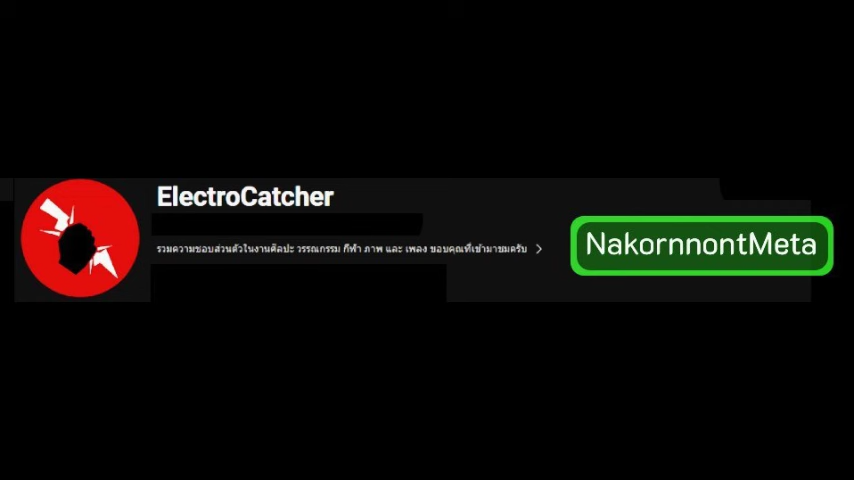 ElectroCatcher
รวมความชอบส่วนตัวในงานศิลปะ วรรณกรรม กีฬา ภาพ และ เพลง ขอบคุณที่เข้ามาชมครับ
NakornnontMeta